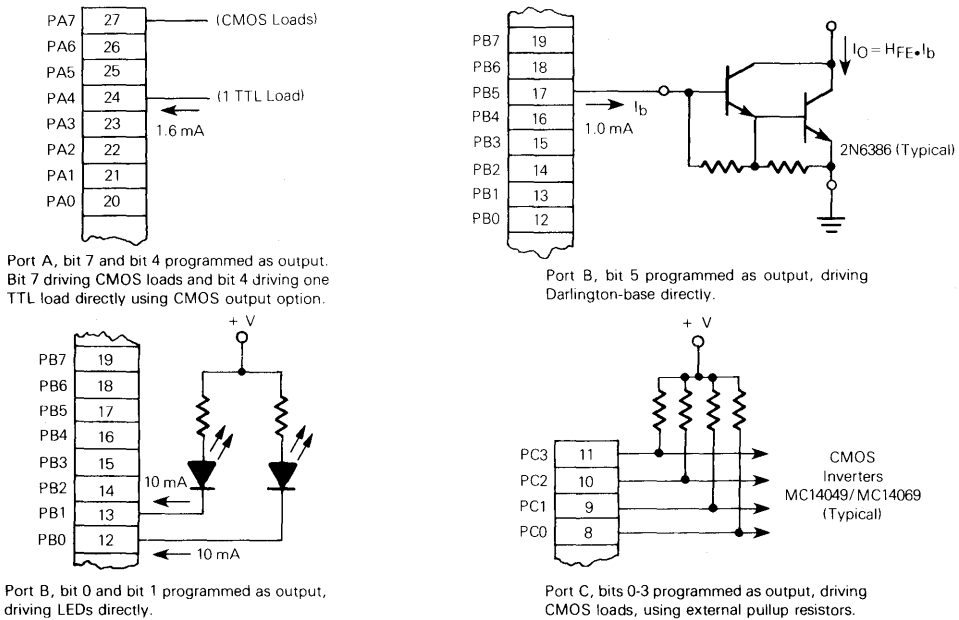 PA7 27 (CMOS Loads)
PA6 26
PA5 25
PA4 24 (1 TTL Load)
PA3 23 1.6 mA
PA2 22
PA1 21
PA0 20
Port A, bit 7 and bit 4 programmed as output.
Bit 7 driving CMOS loads and bit 4 driving one
TTL load directly using CMOS output option.
PB7 19
PB6 18
PB5 17
PB4 16
PB3 15
PB2 14
PB1 13
PB0 12
Ib
1.0 mA
IO = HFE•Ib
2N6386 (Typical)
Port B, bit 5 programmed as output, driving
Darlington-base directly.
+ V
PB7 19
PB6 18
PB5 17
PB4 16
PB3 15
PB2 14
PB1 13
PB0 12
10 mA
10 mA
Port B, bit 0 and bit 1 programmed as output,
driving LEDs directly.
+ V
PC3 11
PC2 10
PC1 9
PC0 8
CMOS
Inverters
MC14049/MC14069
(Typical)
Port C, bits 0-3 programmed as output, driving
CMOS loads, using external pullup resistors.